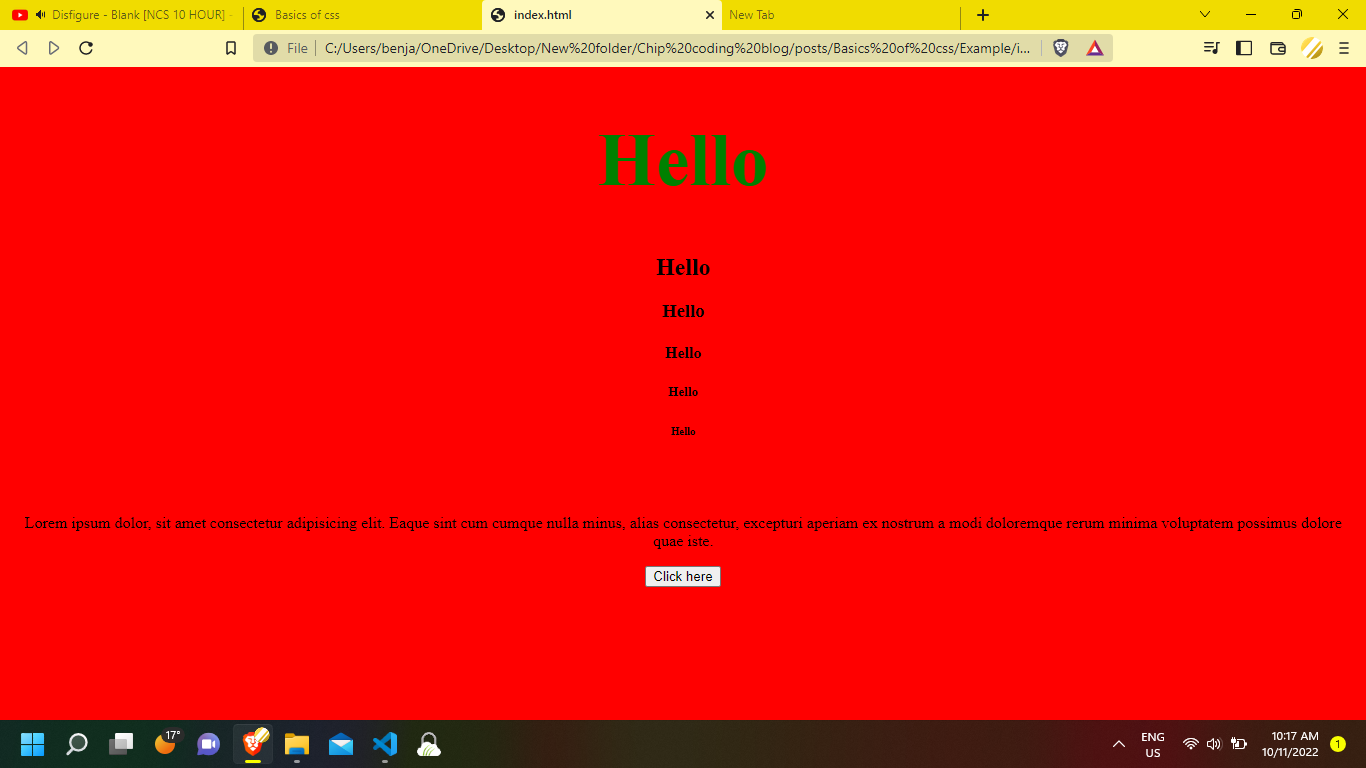 Disfigure - Blank [NCS 10 HOUR] -
Basics of css
index.html
New Tab
File
C:/Users/benja/OneDrive/Desktop/New%20folder/Chip%20coding%20blog/posts/Basics%20of%20css/Example/i...
Hello
Hello
Hello
Hello
Hello
Hello
Lorem ipsum dolor, sit amet consectetur adipisicing elit. Eaque sint cum cumque nulla minus, alias consectetur, excepturi aperiam ex nostrum a modi doloremque rerum minima voluptatem possimus dolore
quae iste.
Click here
17°
ENG
US
10:17 AM
10/11/2022
1